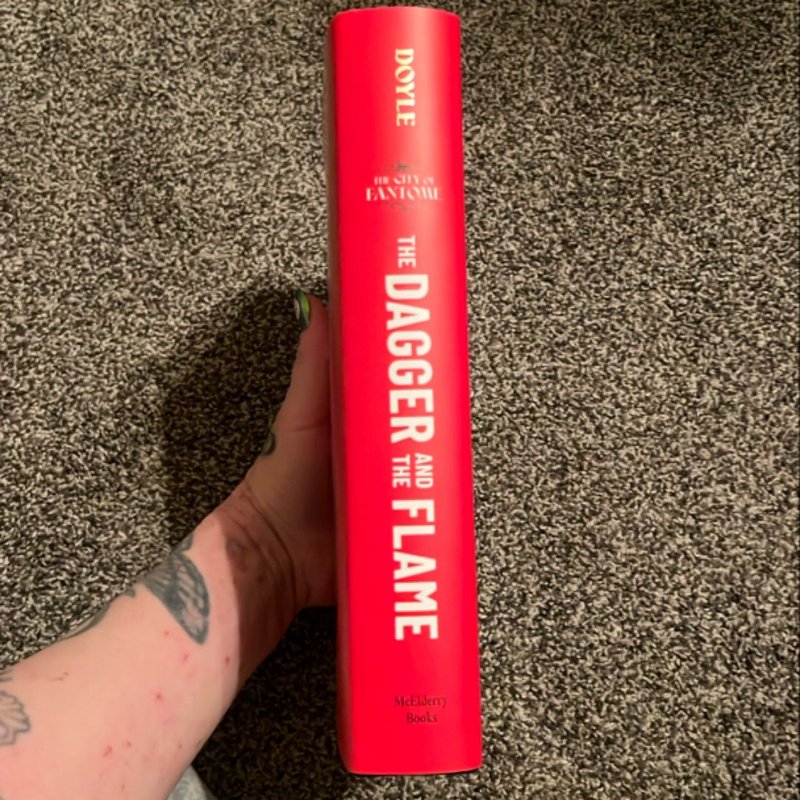 DOYLE
THE CITY OF
FANTOME
THE DAGGER AND THE FLAME
McElderry
Books